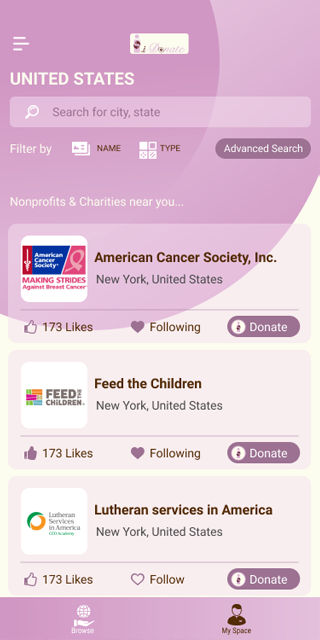 iDonate
UNITED STATES
Search for city, state
Filter by
NAME
TYPE
Advanced Search
Nonprofits & Charities near you...
American
Cancer
Society®
MAKING STRIDES
Against Breast Cancer
American Cancer Society, Inc.
New York, United States
173 Likes
Following
Donate
FEED THE
CHILDREN
Feed the Children
New York, United States
173 Likes
Following
Donate
Lutheran
Services
in America
CEO Academy
Lutheran services in America
New York, United States
173 Likes
Follow
Donate
Browse
My Space